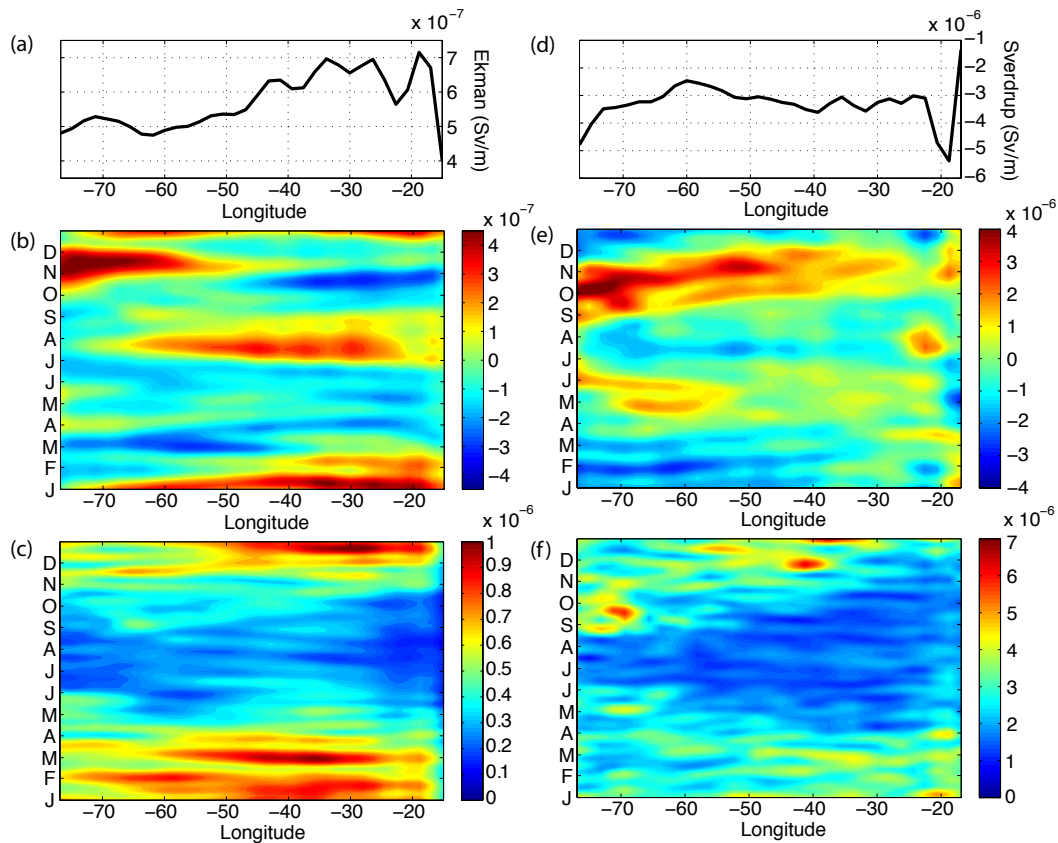 (a)
x 10−7
7
6
5
4
Ekman (Sv/m)
−70 −60 −50 −40 −30 −20
Longitude
(d)
x 10−6
−1
−2
−3
−4
−5
−6
Sverdrup (Sv/m)
−70 −60 −50 −40 −30 −20
Longitude
(b)
D
N
O
S
A
J
J
M
A
M
F
J
−70 −60 −50 −40 −30 −20
Longitude
x 10−7
4
3
2
1
0
−1
−2
−3
−4
(e)
D
N
O
S
A
J
J
M
A
M
F
J
−70 −60 −50 −40 −30 −20
Longitude
x 10−6
4
3
2
1
0
−1
−2
−3
−4
(c)
D
N
O
S
A
J
J
M
A
M
F
J
−70 −60 −50 −40 −30 −20
Longitude
x 10−6
1
0.9
0.8
0.7
0.6
0.5
0.4
0.3
0.2
0.1
0
(f)
D
N
O
S
A
J
J
M
A
M
F
J
−70 −60 −50 −40 −30 −20
Longitude
x 10−6
7
6
5
4
3
2
1
0